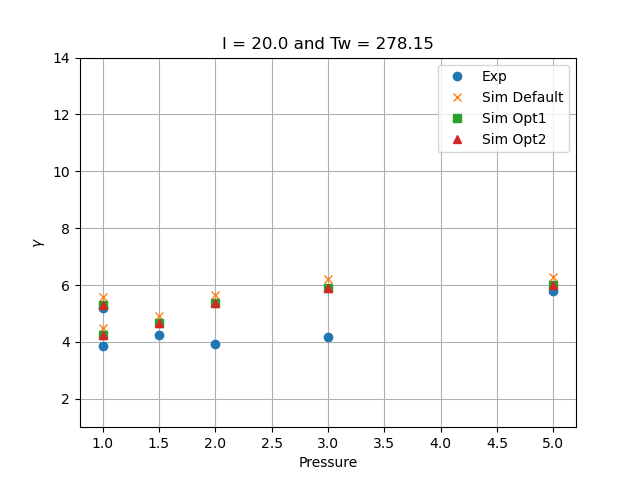 I = 20.0 and Tw = 278.15
Exp
Sim Default
Sim Opt1
Sim Opt2
14
12
10
8
6
4
2
γ
1.0 1.5 2.0 2.5 3.0 3.5 4.0 4.5 5.0
Pressure